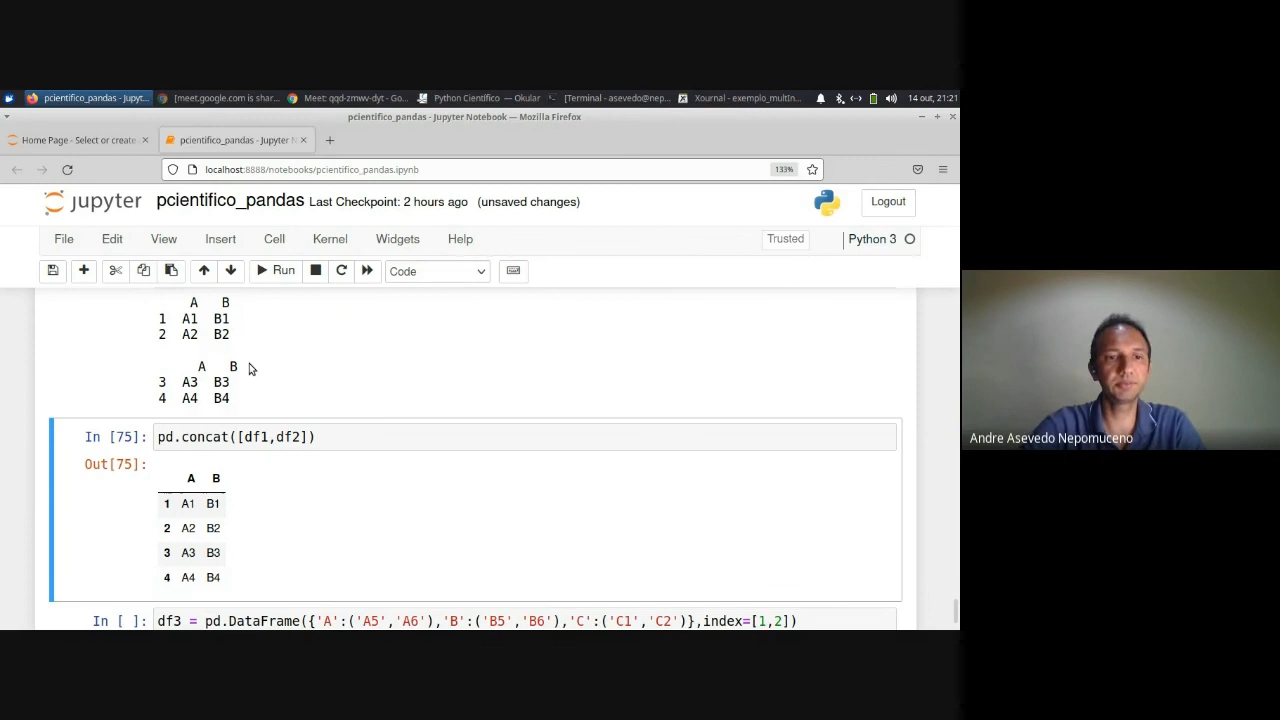 pcientifico_pandas - Jupyt... [meet.google.com is shar... Meet: qqd-zmwv-dyt - Go... Python Científico — Okular [Terminal - asevedo@nep... Xournal - exemplo_multIn... 14 out, 21:21
pcientifico_pandas - Jupyter Notebook — Mozilla Firefox
Home Page - Select or create pcientifico_pandas - Jupyter N
localhost:8888/notebooks/pcientifico_pandas.ipynb 133%
jupyter pcientifico_pandas Last Checkpoint: 2 hours ago (unsaved changes) Logout
File Edit View Insert Cell Kernel Widgets Help Trusted Python 3
Run Code
A B
1 A1 B1
2 A2 B2
A B
3 A3 B3
4 A4 B4
In [75]: pd.concat([df1,df2])
Out[75]:
A B
1 A1 B1
2 A2 B2
3 A3 B3
4 A4 B4
In [ ]: df3 = pd.DataFrame({'A':('A5','A6'),'B':('B5','B6'),'C':('C1','C2')},index=[1,2])
Andre Asevedo Nepomuceno